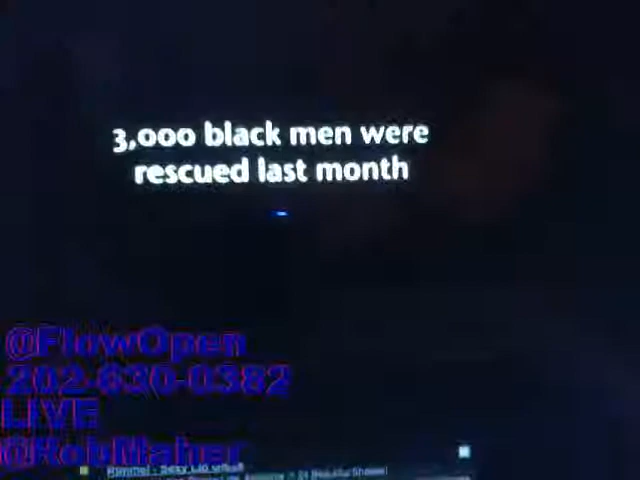 3,000 black men were
rescued last month
@FlowOpen
202-630-0382
LIVE
@RobMaher